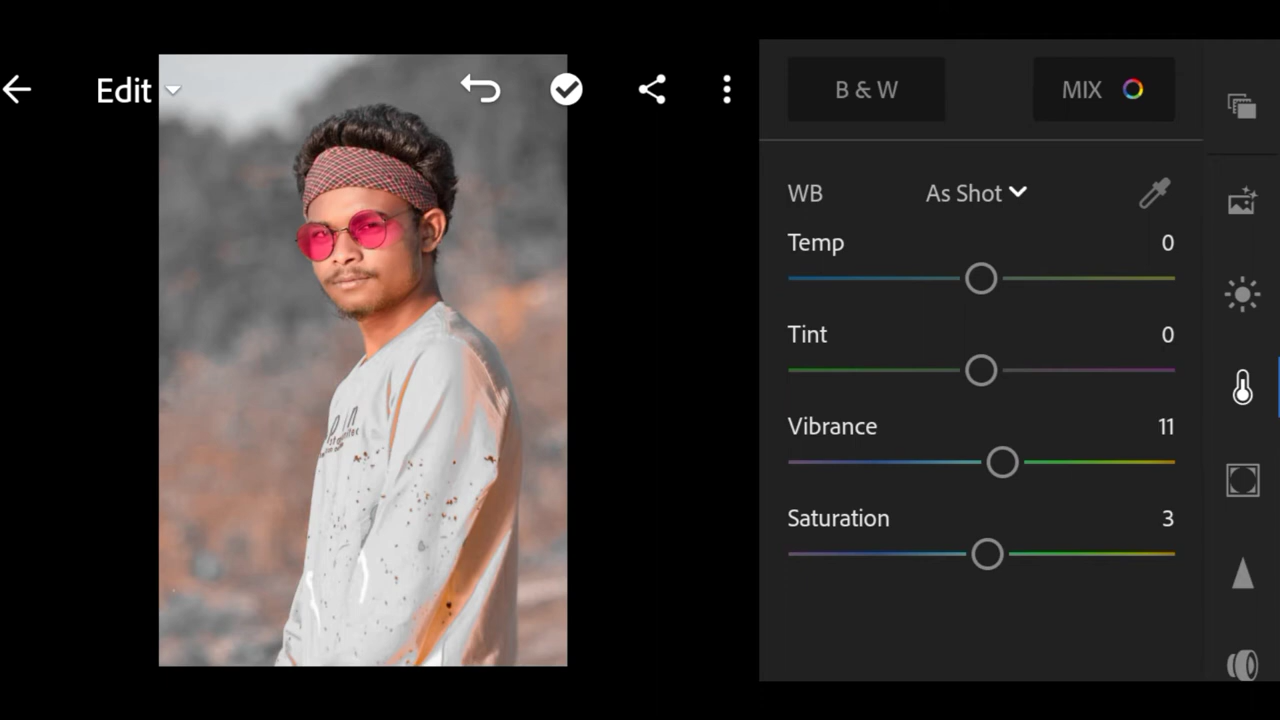 Edit
B & W
MIX
WB
As Shot
Temp
0
Tint
0
Vibrance
11
Saturation
3